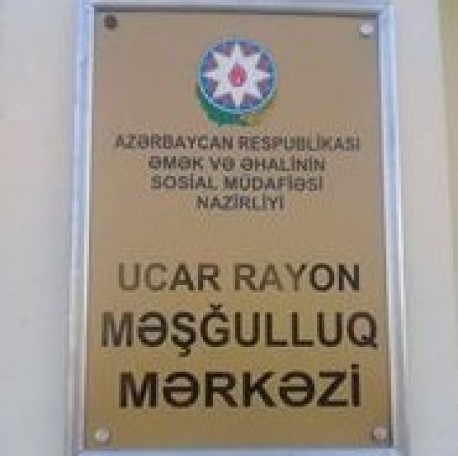 AZƏRBAYCAN RESPUBLİKASI
ƏMƏK VƏ ƏHALİNİN
SOSİAL MÜDAFİƏSİ
NAZİRLİYİ
UCAR RAYON
MƏŞĞULLUQ
MƏRKƏZİ